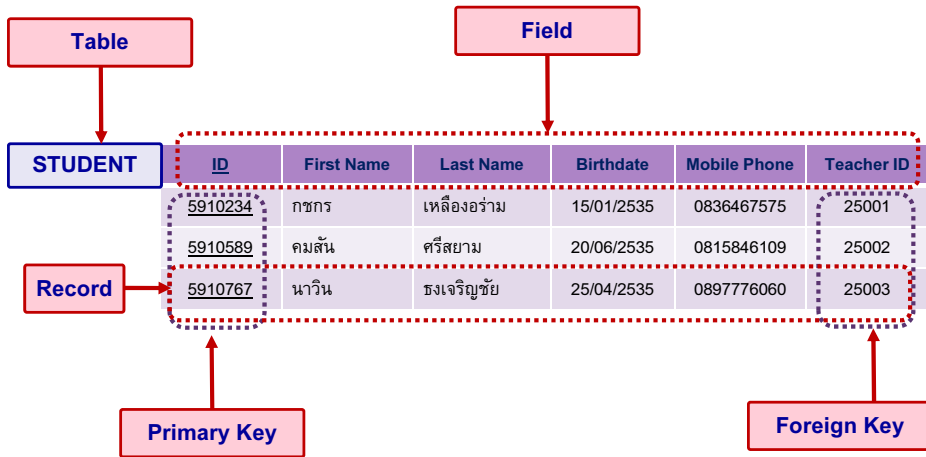 Table
Field
STUDENT
ID First Name Last Name Birthdate Mobile Phone Teacher ID
5910234 กชกร เหลืองอร่าม 15/01/2535 0836467575 25001
5910589 คมสัน ศรีสยาม 20/06/2535 0815846109 25002
Record
5910767 นาวิน ธงเจริญชัย 25/04/2535 0897776060 25003
Primary Key
Foreign Key